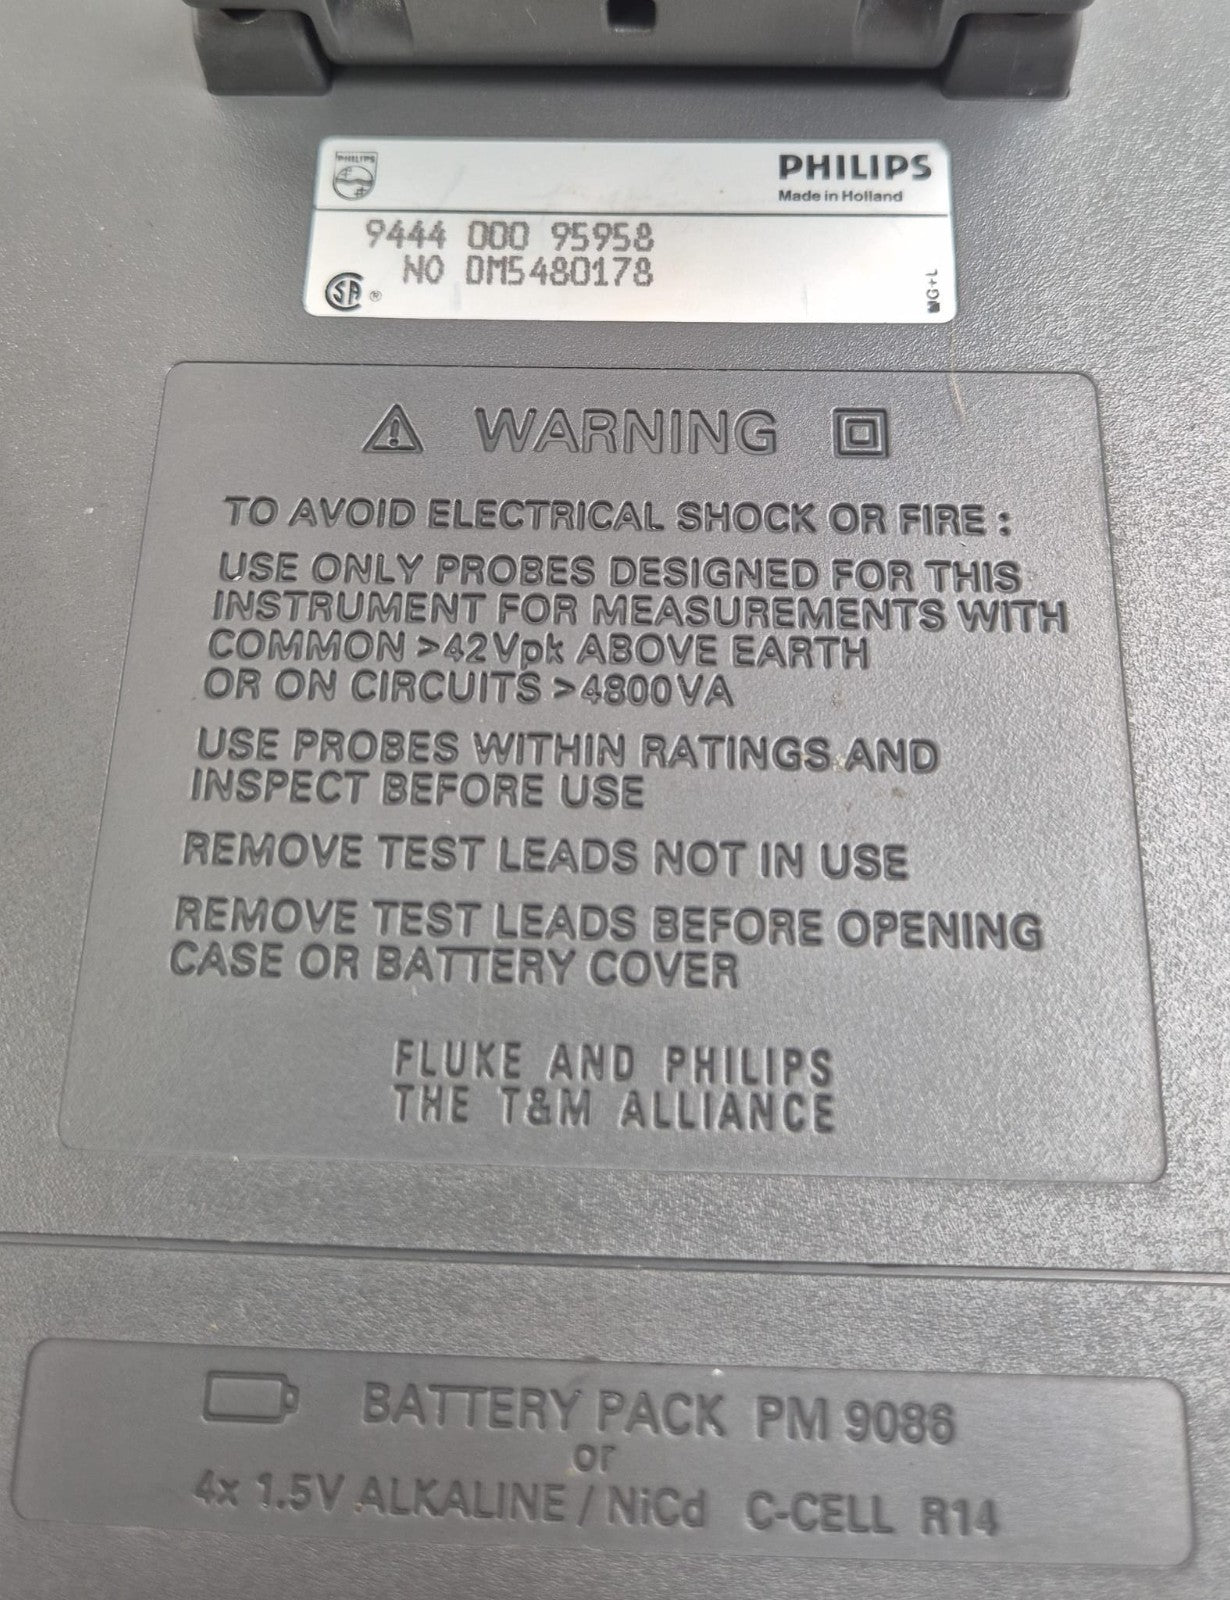 PHILIPS
PHILIPS
Made in Holland
9444 000 95958
NO DM5480178
SA ®
WG+L
WARNING
TO AVOID ELECTRICAL SHOCK OR FIRE :
USE ONLY PROBES DESIGNED FOR THIS
INSTRUMENT FOR MEASUREMENTS WITH
COMMON >42Vpk ABOVE EARTH
OR ON CIRCUITS >4800VA
USE PROBES WITHIN RATINGS AND
INSPECT BEFORE USE
REMOVE TEST LEADS NOT IN USE
REMOVE TEST LEADS BEFORE OPENING
CASE OR BATTERY COVER
FLUKE AND PHILIPS
THE T&M ALLIANCE
BATTERY PACK PM 9086
or
4x 1.5V ALKALINE / NiCd C-CELL R14